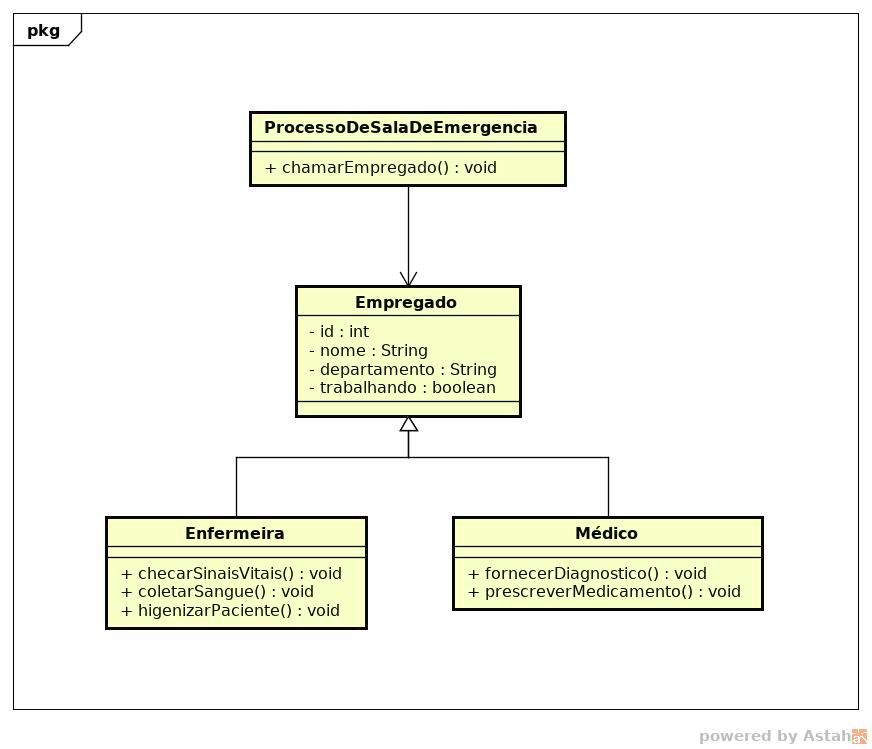 pkg
ProcessoDeSalaDeEmergencia
+ chamarEmpregado() : void
Empregado
- id : int
- nome : String
- departamento : String
- trabalhando : boolean
Enfermeira
+ checarSinaisVitais() : void
+ coletarSangue() : void
+ higenizarPaciente() : void
Médico
+ fornecerDiagnostico() : void
+ prescreverMedicamento() : void
powered by Astah